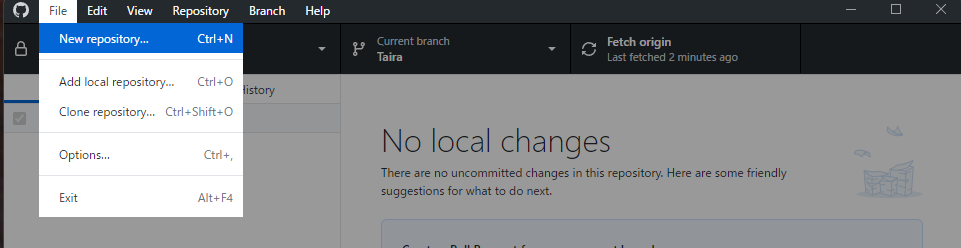 File Edit View Repository Branch Help
New repository... Ctrl+N
Add local repository... Ctrl+O
Clone repository... Ctrl+Shift+O
Options... Ctrl+,
Exit Alt+F4
Current branch
Taira
Fetch origin
Last fetched 2 minutes ago
History
No local changes
There are no uncommitted changes in this repository. Here are some friendly
suggestions for what to do next.